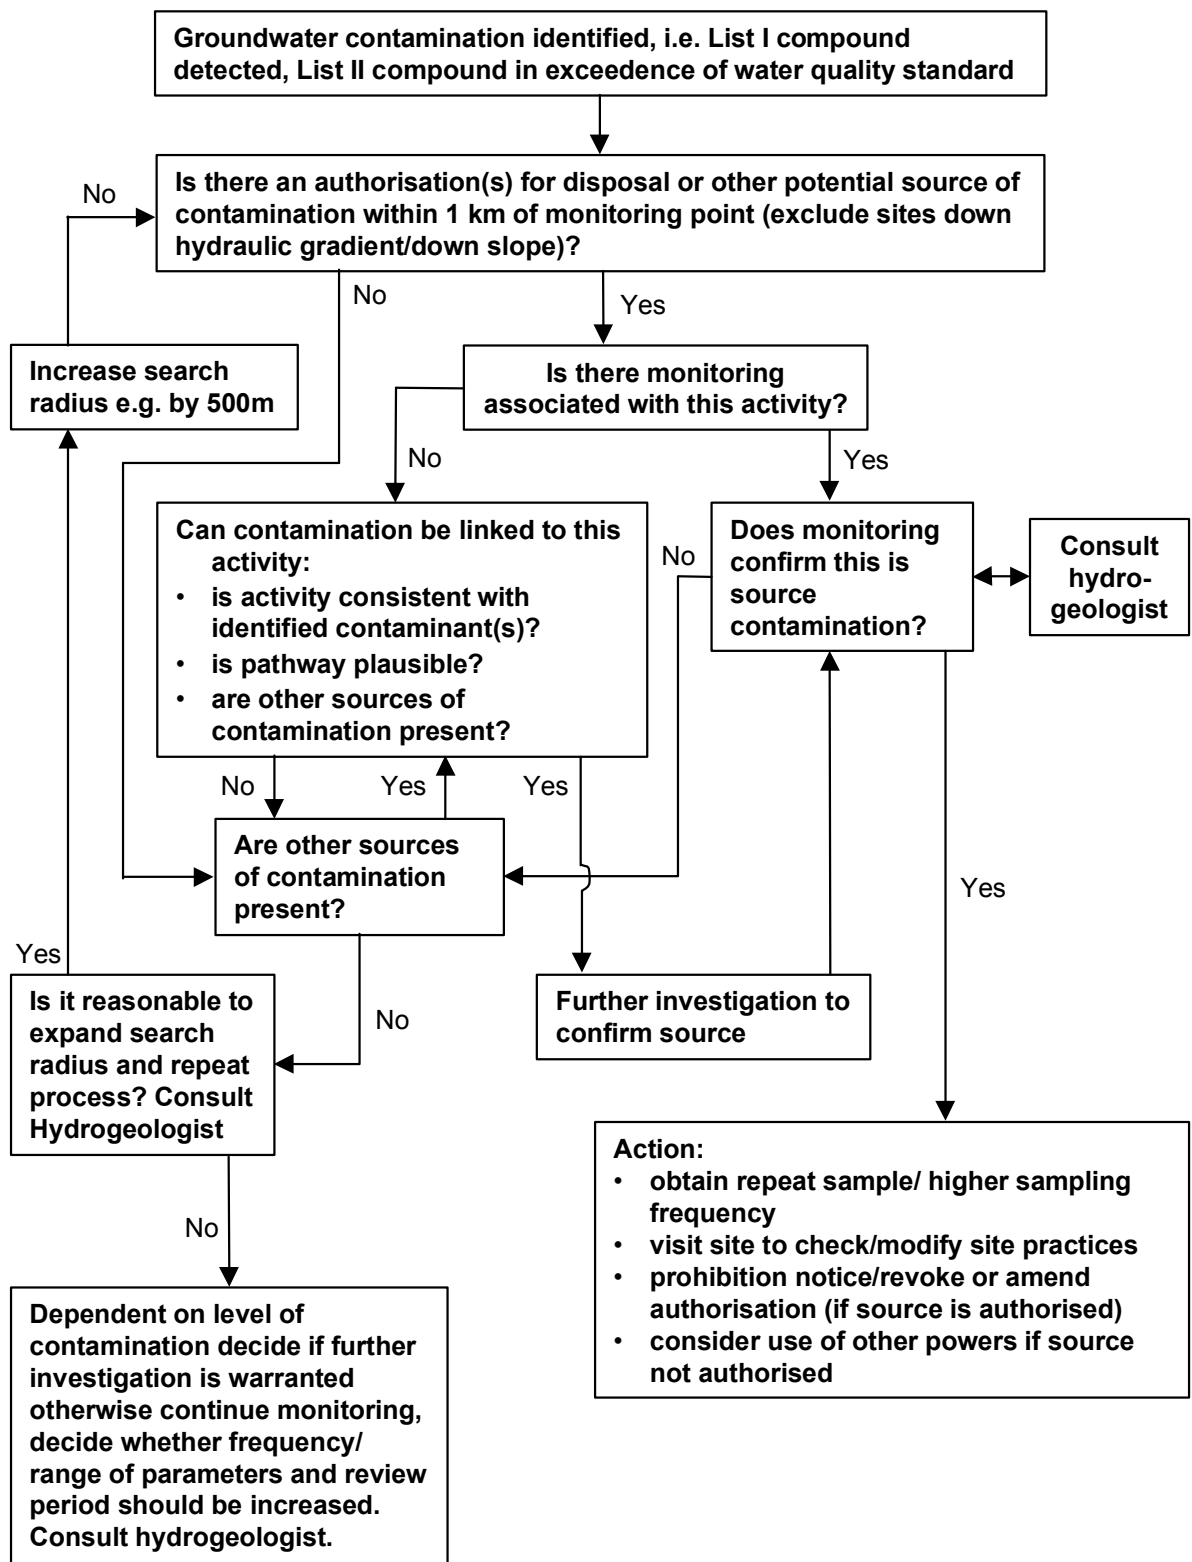 Groundwater contamination identified, i.e. List I compound
detected, List II compound in exceedence of water quality standard
No
Is there an authorisation(s) for disposal or other potential source of
contamination within 1 km of monitoring point (exclude sites down
hydraulic gradient/down slope)?
No
Yes
Increase search
radius e.g. by 500m
Is there monitoring
associated with this activity?
No
Yes
Can contamination be linked to this
activity:
• is activity consistent with
identified contaminant(s)?
• is pathway plausible?
• are other sources of
contamination present?
No
Does monitoring
confirm this is
source
contamination?
Consult
hydro-
geologist
No
Yes
Yes
Are other sources
of contamination
present?
Yes
Yes
Is it reasonable to
expand search
radius and repeat
process? Consult
Hydrogeologist
No
Further investigation to
confirm source
No
Action:
• obtain repeat sample/ higher sampling
frequency
• visit site to check/modify site practices
• prohibition notice/revoke or amend
authorisation (if source is authorised)
• consider use of other powers if source
not authorised
Dependent on level of
contamination decide if further
investigation is warranted
otherwise continue monitoring,
decide whether frequency/
range of parameters and review
period should be increased.
Consult hydrogeologist.